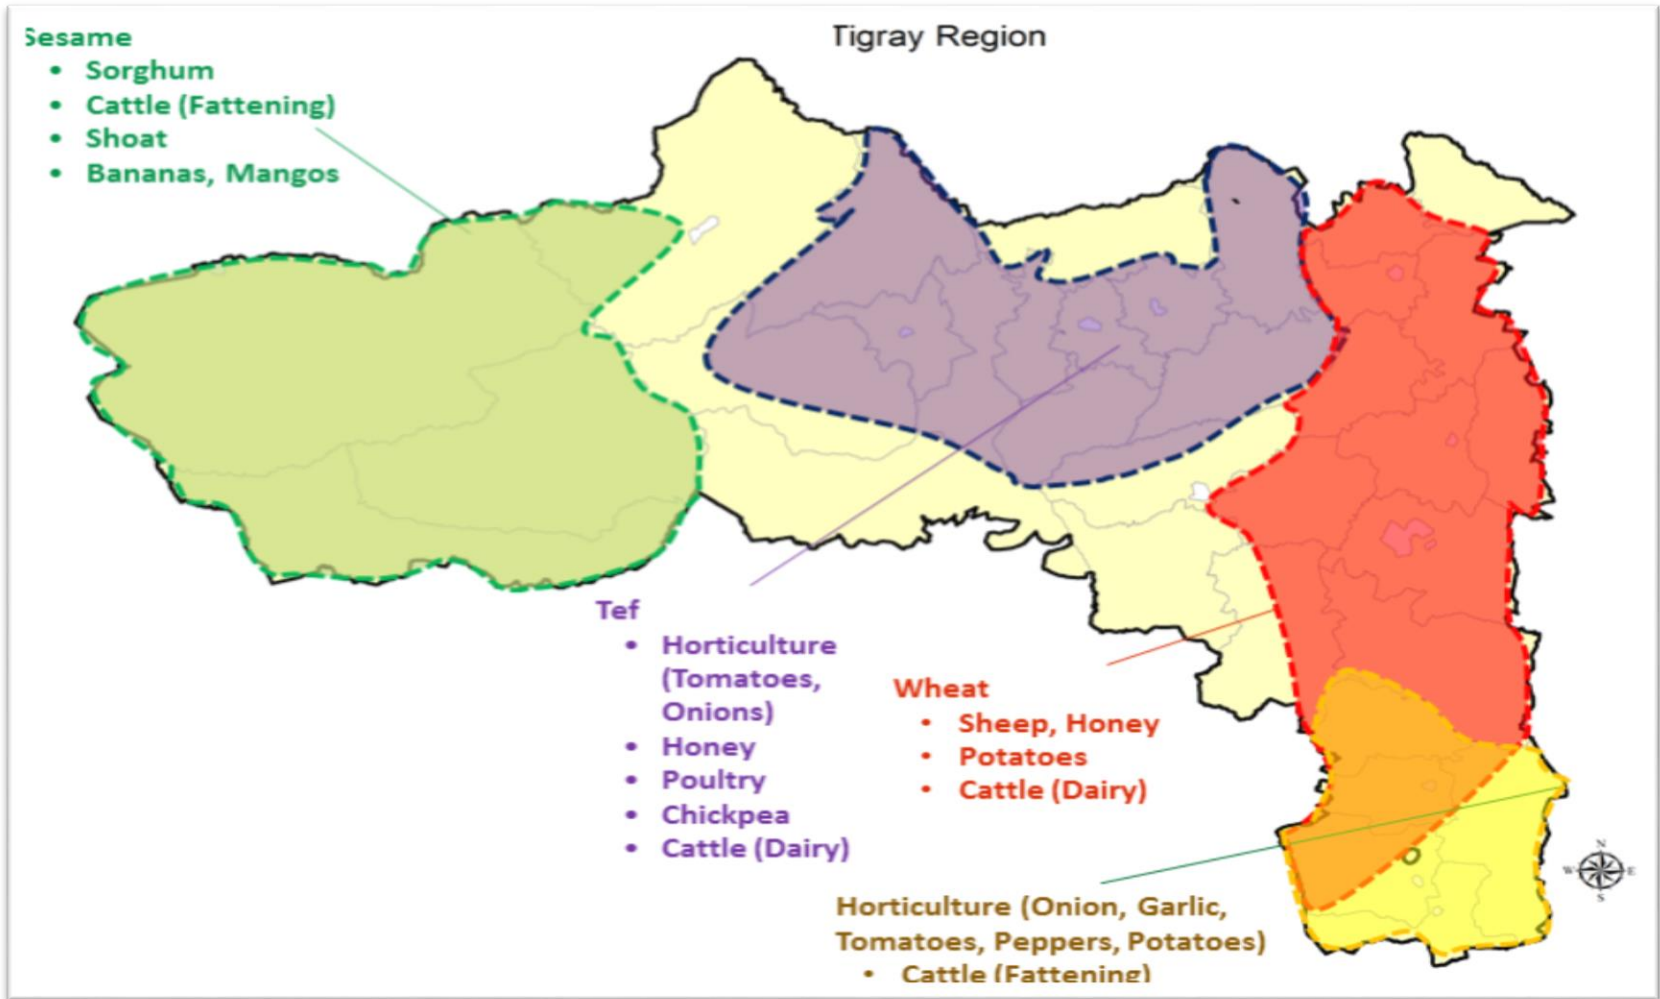 Tigray Region
Sesame
• Sorghum
• Cattle (Fattening)
• Shoat
• Bananas, Mangos
Tef
• Horticulture
(Tomatoes,
Onions)
• Honey
• Poultry
• Chickpea
• Cattle (Dairy)
Wheat
• Sheep, Honey
• Potatoes
• Cattle (Dairy)
Horticulture (Onion, Garlic,
Tomatoes, Peppers, Potatoes)
• Cattle (Fattening)
N
W E
S